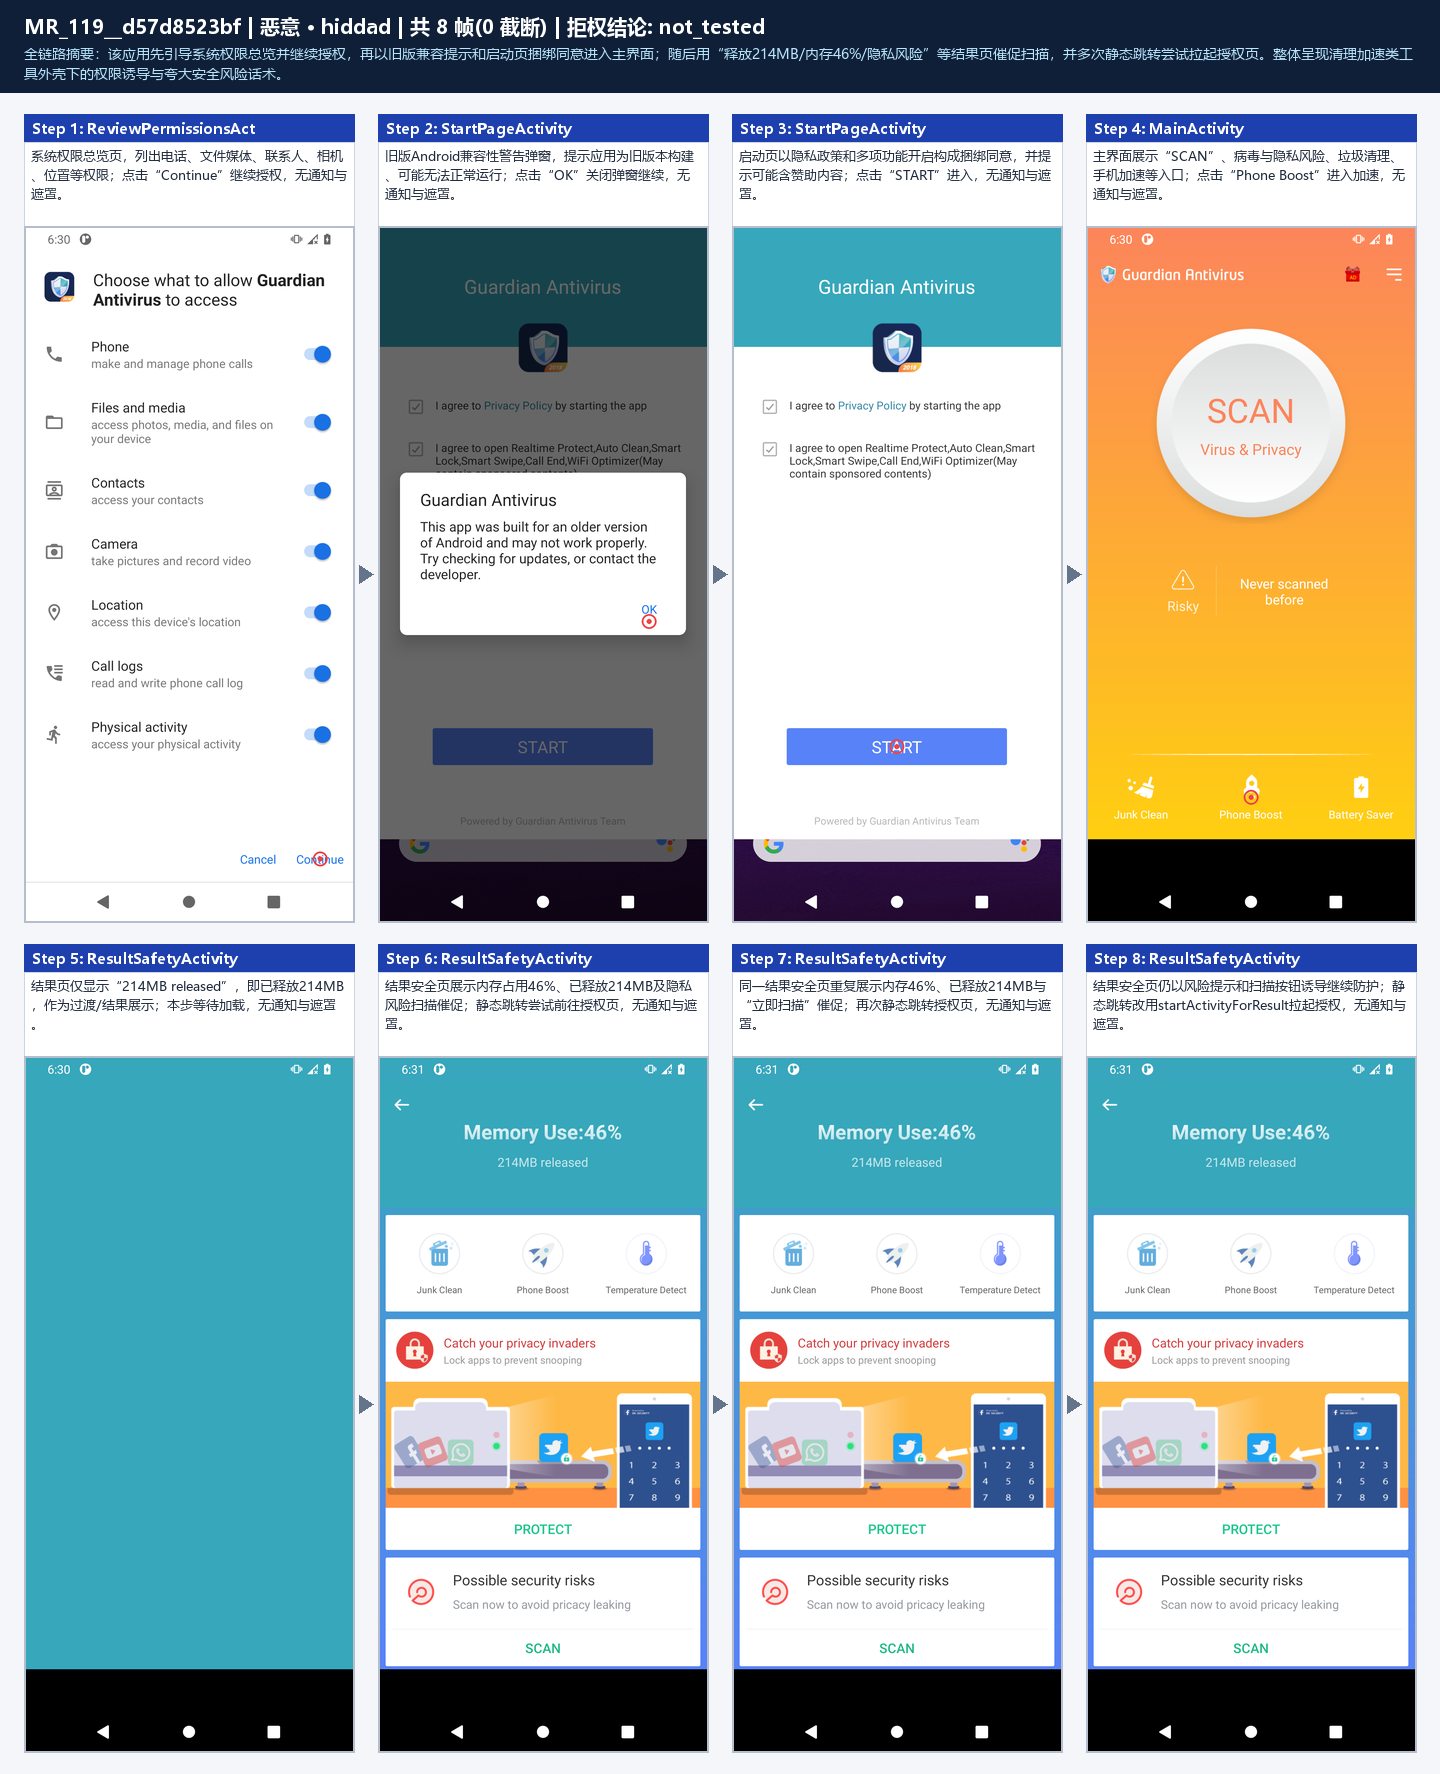 MR_119__d57d8523bf | 恶意 • hiddad | 共 8 帧(0 截断) | 拒权结论: not_tested
全链路摘要：该应用先引导系统权限总览并继续授权，再以旧版兼容提示和启动页捆绑同意进入主界面；随后用“释放214MB/内存46%/隐私风险”等结果页催促扫描，并多次静态跳转尝试拉起授权页。整体呈现清理加速类工
具外壳下的权限诱导与夸大安全风险话术。
Step 1: ReviewPermissionsAct
系统权限总览页，列出电话、文件媒体、联系人、相机
、位置等权限；点击“Continue”继续授权，无通知与
遮罩。
6:30
Choose what to allow Guardian
Antivirus to access
Phone
make and manage phone calls
Files and media
access photos, media, and files on
your device
Contacts
access your contacts
Camera
take pictures and record video
Location
access this device's location
Call logs
read and write phone call log
Physical activity
access your physical activity
Cancel
Continue
Step 2: StartPageActivity
旧版Android兼容性警告弹窗，提示应用为旧版本构建
、可能无法正常运行；点击“OK”关闭弹窗继续，无
通知与遮罩。
Guardian Antivirus
I agree to Privacy Policy by starting the app
I agree to open Realtime Protect,Auto Clean,Smart
Lock,Smart Swipe,Call End,WiFi Optimizer(May
contain sponsored contents)
Guardian Antivirus
This app was built for an older version
of Android and may not work properly.
Try checking for updates, or contact the
developer.
OK
START
Powered by Guardian Antivirus Team
Step 3: StartPageActivity
启动页以隐私政策和多项功能开启构成捆绑同意，并提
示可能含赞助内容；点击“START”进入，无通知与遮
罩。
Guardian Antivirus
2019
I agree to Privacy Policy by starting the app
I agree to open Realtime Protect,Auto Clean,Smart
Lock,Smart Swipe,Call End,WiFi Optimizer(May
contain sponsored contents)
START
Powered by Guardian Antivirus Team
Step 4: MainActivity
主界面展示“SCAN”、病毒与隐私风险、垃圾清理、
手机加速等入口；点击“Phone Boost”进入加速，无
通知与遮罩。
6:30
Guardian Antivirus
AD
SCAN
Virus & Privacy
Risky
Never scanned
before
Junk Clean
Phone Boost
Battery Saver
Step 5: ResultSafetyActivity
结果页仅显示“214MB released”，即已释放214MB
，作为过渡/结果展示；本步等待加载，无通知与遮罩
。
6:30
Step 6: ResultSafetyActivity
结果安全页展示内存占用46%、已释放214MB及隐私
风险扫描催促；静态跳转尝试前往授权页，无通知与遮
罩。
6:31
Memory Use:46%
214MB released
Junk Clean
Phone Boost
Temperature Detect
Catch your privacy invaders
Lock apps to prevent snooping
1 2 3
4 5 6
7 8 9
PROTECT
Possible security risks
Scan now to avoid pricacy leaking
SCAN
Step 7: ResultSafetyActivity
同一结果安全页重复展示内存46%、已释放214MB与
“立即扫描”催促；再次静态跳转授权页，无通知与遮
罩。
6:31
Memory Use:46%
214MB released
Junk Clean
Phone Boost
Temperature Detect
Catch your privacy invaders
Lock apps to prevent snooping
1 2 3
4 5 6
7 8 9
PROTECT
Possible security risks
Scan now to avoid pricacy leaking
SCAN
Step 8: ResultSafetyActivity
结果安全页仍以风险提示和扫描按钮诱导继续防护；静
态跳转改用startActivityForResult拉起授权，无通知与
遮罩。
6:31
Memory Use:46%
214MB released
Junk Clean
Phone Boost
Temperature Detect
Catch your privacy invaders
Lock apps to prevent snooping
1 2 3
4 5 6
7 8 9
PROTECT
Possible security risks
Scan now to avoid pricacy leaking
SCAN